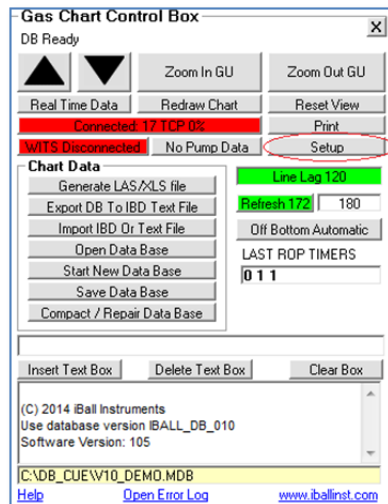 Gas Chart Control Box
X
DB Ready
Zoom In GU
Zoom Out GU
Real Time Data
Redraw Chart
Reset View
Connected: 17 TCP 0%
Print
WITS Disconnected
No Pump Data
Setup
Chart Data
Generate LAS/XLS file
Export DB To IBD Text File
Import IBD Or Text File
Open Data Base
Start New Data Base
Save Data Base
Compact / Repair Data Base
Line Lag 120
Refresh 172
180
Off Bottom Automatic
LAST ROP TIMERS
0 1 1
Insert Text Box
Delete Text Box
Clear Box
(C) 2014 iBall Instruments
Use database version IBALL_DB_010
Software Version: 105
C:\DB_CUE\V10_DEMO.MDB
Help
Open Error Log
www.iballinst.com